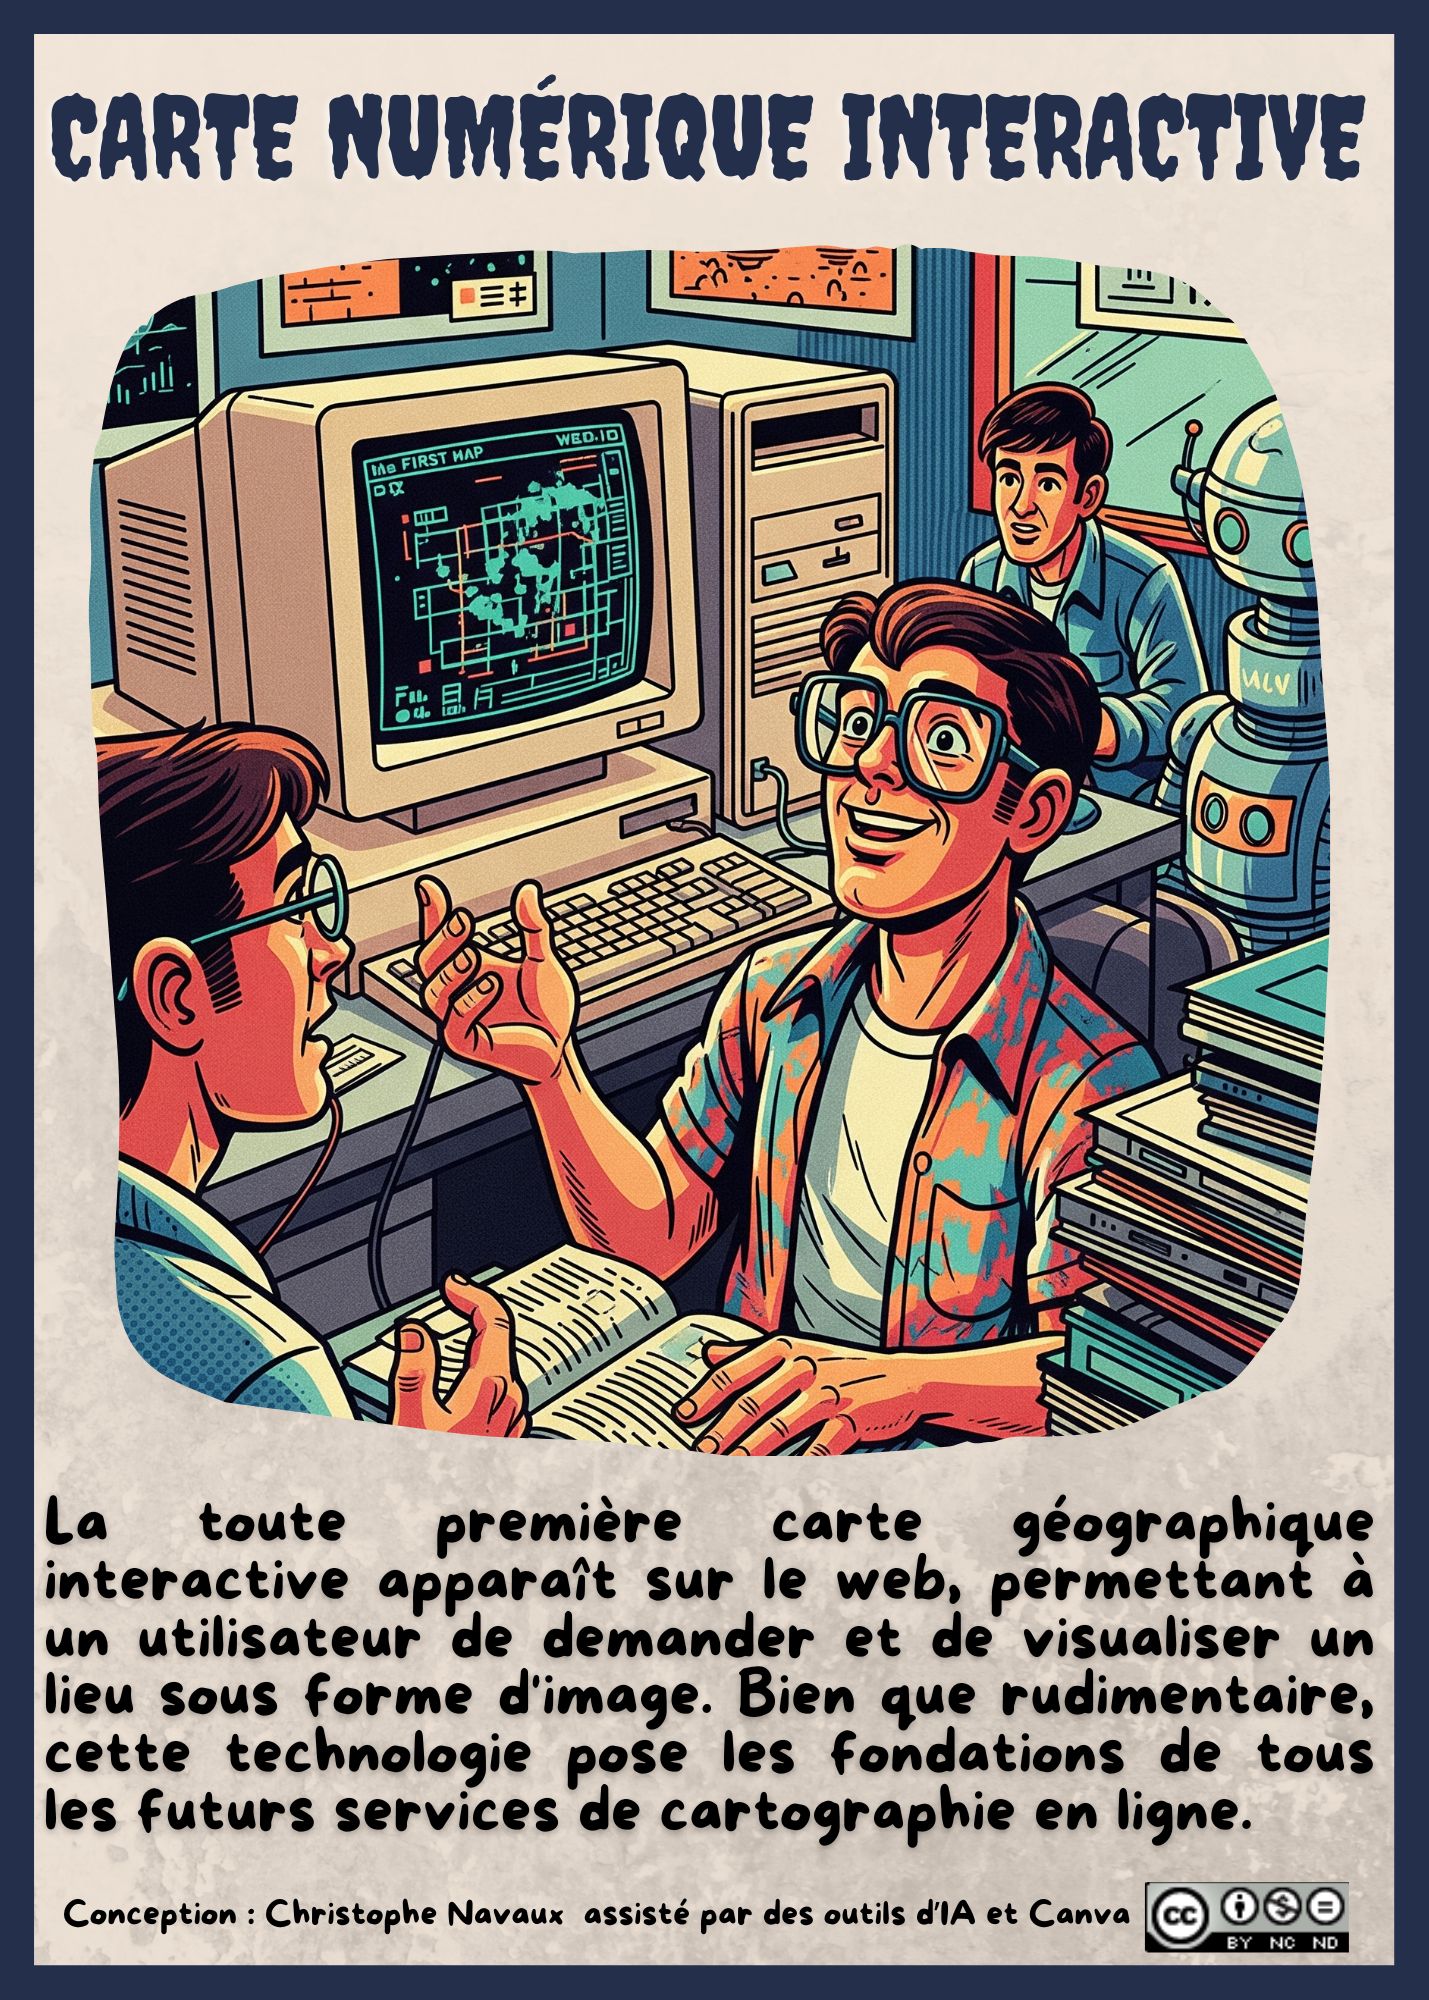 CARTE NUMÉRIQUE INTERACTIVE
WED.ID
FIRST MAP
La toute première carte géographique
interactive apparaît sur le web, permettant à
un utilisateur de demander et de visualiser un
lieu sous forme d'image. Bien que rudimentaire,
cette technologie pose les fondations de tous
les futurs services de cartographie en ligne.
Conception : Christophe Navaux assisté par des outils d'IA et Canva
cc
BY NC ND